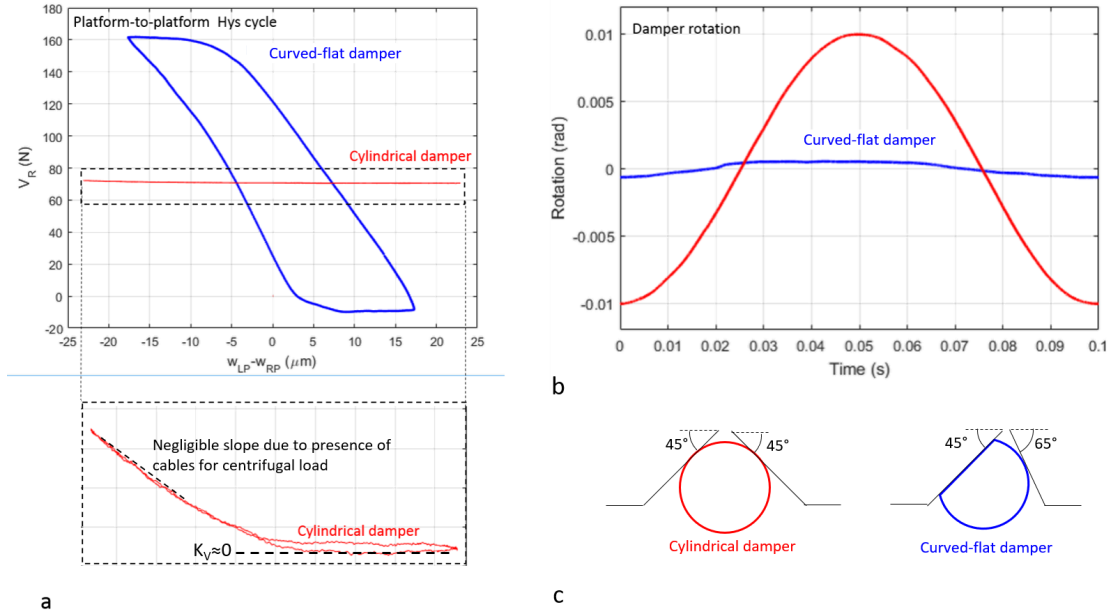 Platform-to-platform Hys cycle
Curved-flat damper
Cylindrical damper
V_R (N)
180
160
140
120
100
80
60
40
20
0
-20
-25
-20
-15
-10
-5
0
5
10
15
20
25
w_LP-w_RP (μm)
Negligible slope due to presence of
cables for centrifugal load
Cylindrical damper
K_V≈0
a
Damper rotation
Curved-flat damper
Rotation (rad)
0.01
0.005
0
-0.005
-0.01
0
0.01
0.02
0.03
0.04
0.05
0.06
0.07
0.08
0.09
0.1
Time (s)
b
45°
45°
Cylindrical damper
45°
65°
Curved-flat damper
c